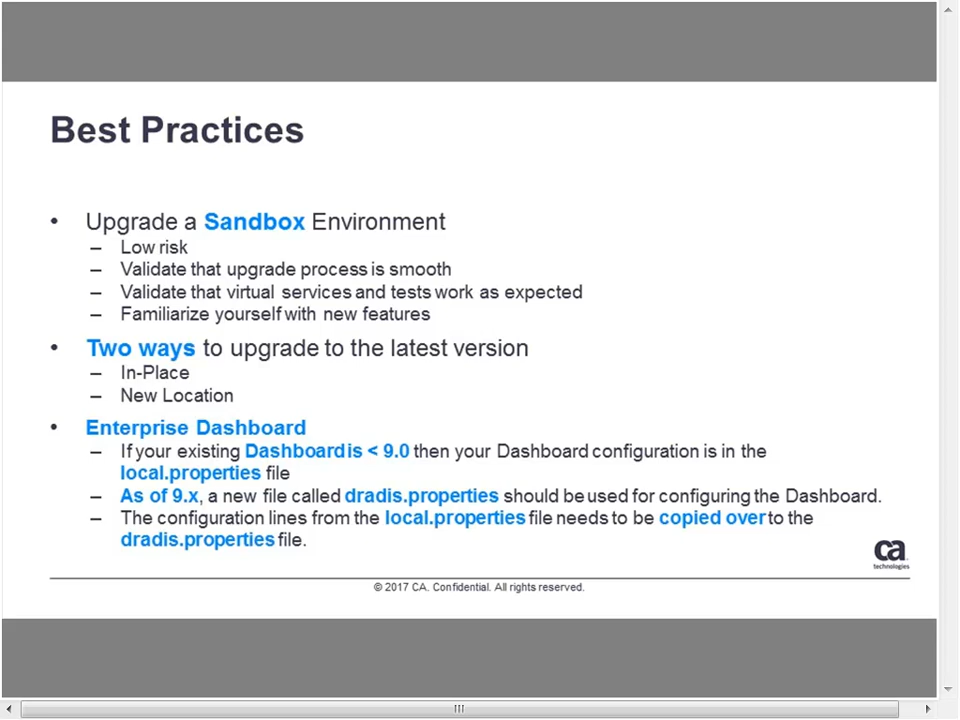 Best Practices
• Upgrade a Sandbox Environment
– Low risk
– Validate that upgrade process is smooth
– Validate that virtual services and tests work as expected
– Familiarize yourself with new features
• Two ways to upgrade to the latest version
– In-Place
– New Location
• Enterprise Dashboard
– If your existing Dashboard is < 9.0 then your Dashboard configuration is in the
local.properties file
– As of 9.x, a new file called dradis.properties should be used for configuring the Dashboard.
– The configuration lines from the local.properties file needs to be copied over to the
dradis.properties file.
ca
technologies
© 2017 CA. Confidential. All rights reserved.